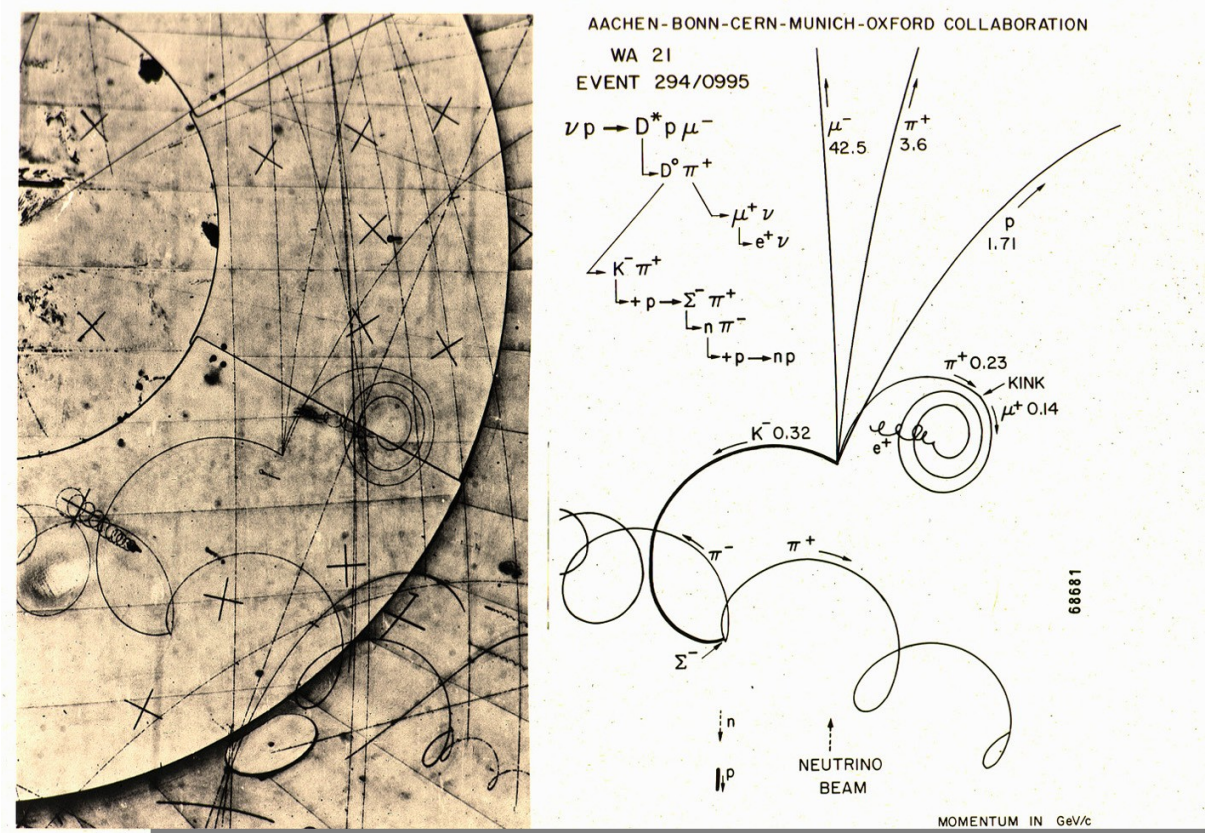 AACHEN-BONN-CERN-MUNICH-OXFORD COLLABORATION
WA 21
EVENT 294/0995
νp → D*pμ⁻
D⁰π⁺
μ⁺ν
e⁺ν
K⁻π⁺
+p → Σ⁻π⁺
nπ⁻
+p → np
μ⁻
42.5
π⁺
3.6
p
1.71
π⁺ 0.23
KINK
μ⁺ 0.14
e⁺
K⁻ 0.32
π⁻
π⁺
Σ⁻
n
p
NEUTRINO
BEAM
68681
MOMENTUM IN GeV/c